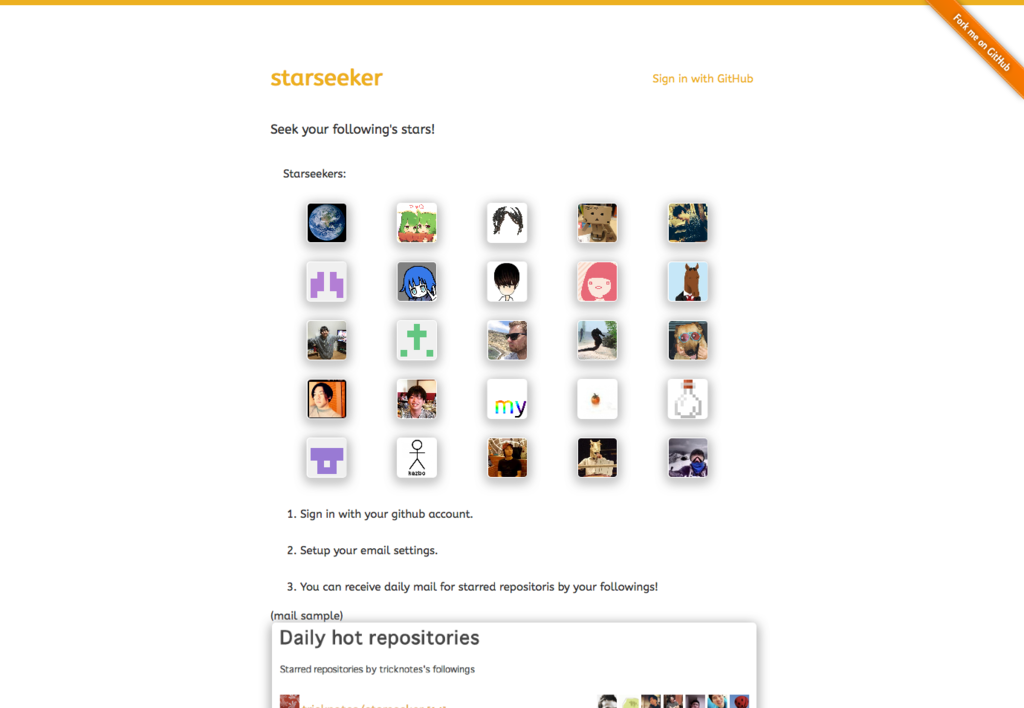 Fork me on GitHub
starseeker
Sign in with GitHub
Seek your following's stars!
Starseekers:
my
kazbo
1. Sign in with your github account.
2. Setup your email settings.
3. You can receive daily mail for starred repositoris by your followings!
(mail sample)
Daily hot repositories
Starred repositories by tricknotes's followings